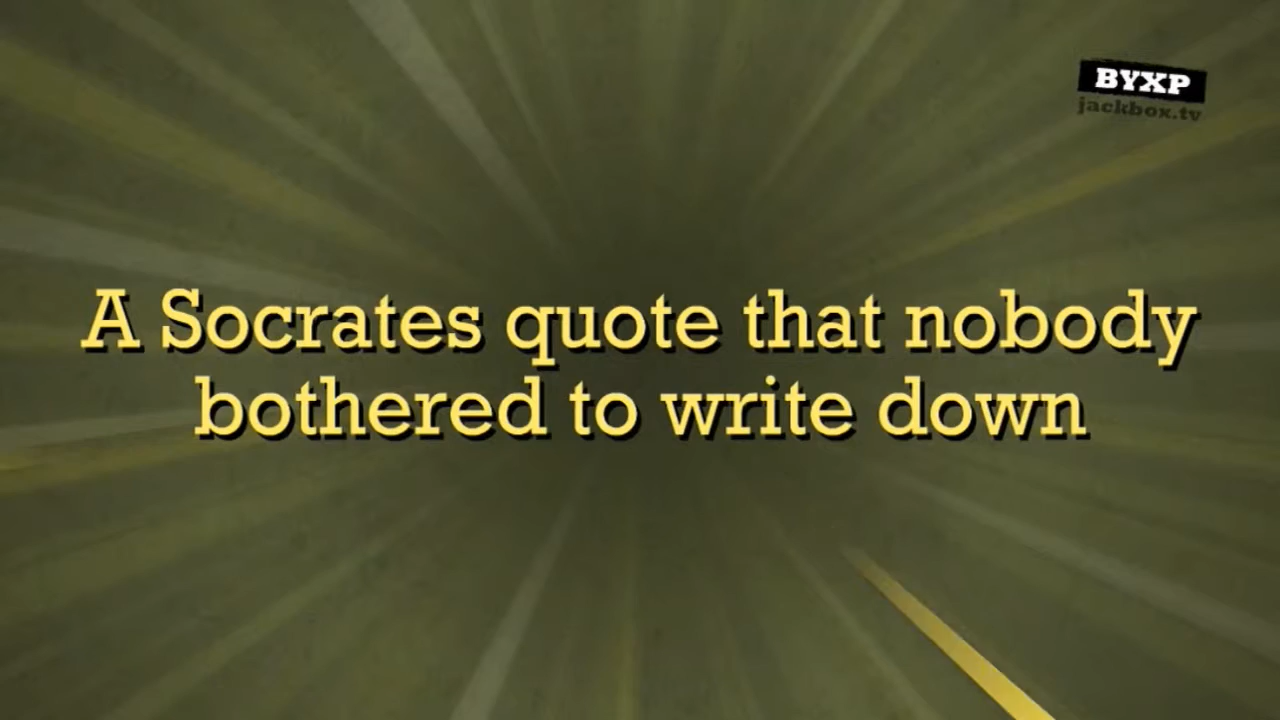 BYXP
jackbox.tv
A Socrates quote that nobody
bothered to write down